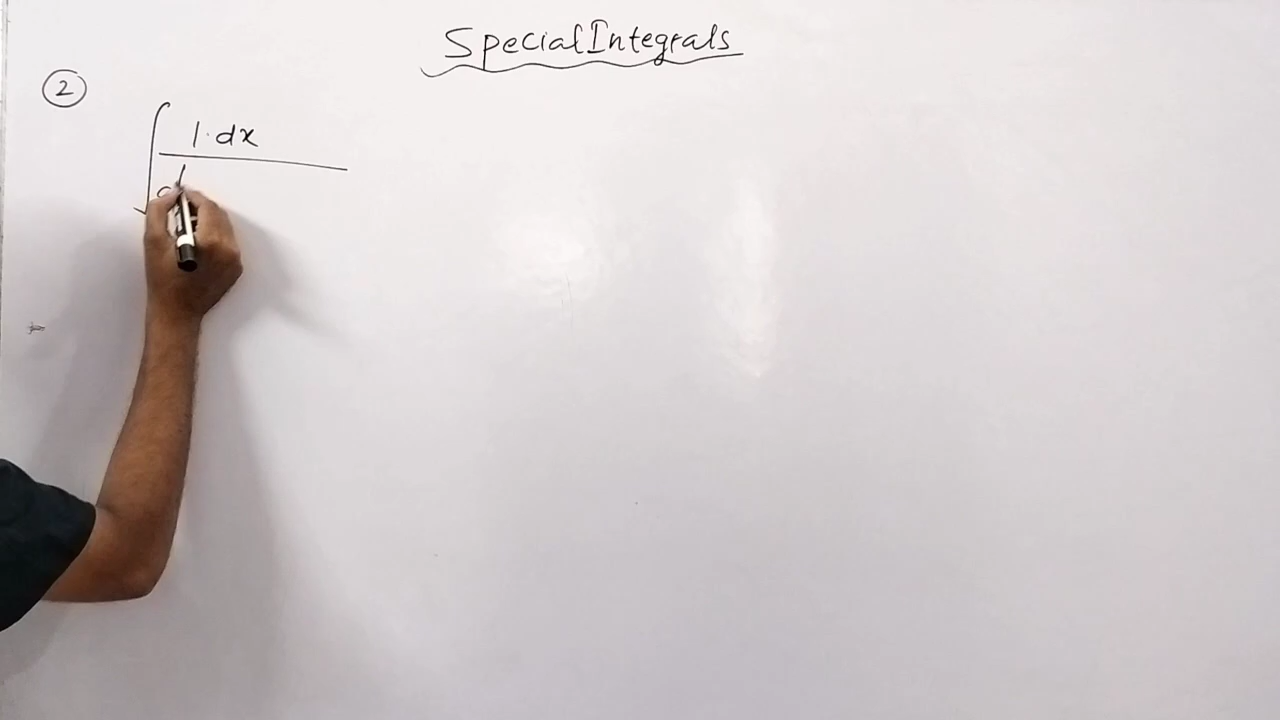 Special Integrals
②
∫ 1·dx